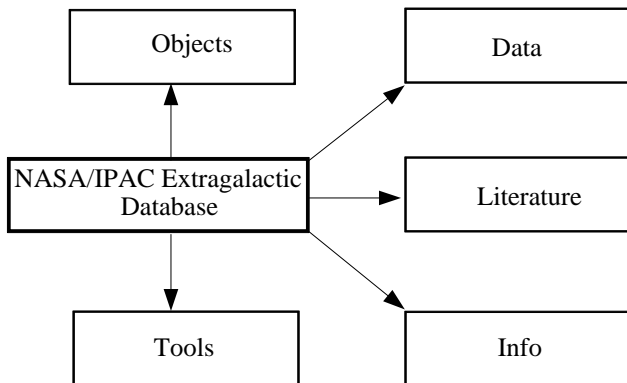 Objects
Data
NASA/IPAC Extragalactic
Database
Literature
Tools
Info